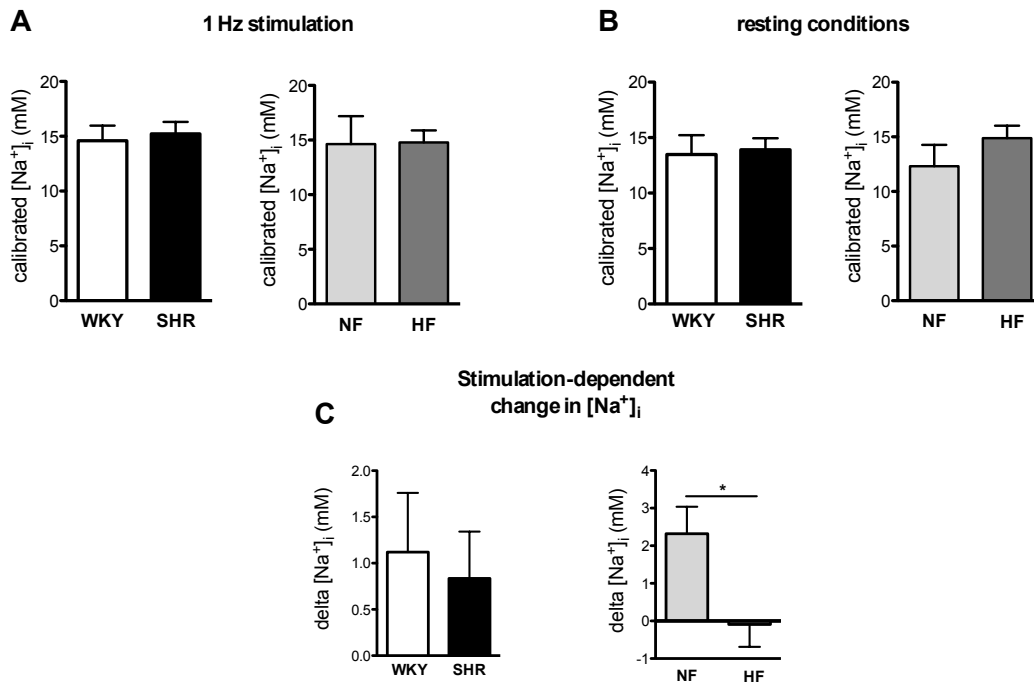 A
1 Hz stimulation
20
15
10
5
0
calibrated [Na⁺]ᵢ (mM)
WKY SHR
20
15
10
5
0
calibrated [Na⁺]ᵢ (mM)
NF HF
B
resting conditions
20
15
10
5
0
calibrated [Na⁺]ᵢ (mM)
WKY SHR
20
15
10
5
0
calibrated [Na⁺]ᵢ (mM)
NF HF
C
Stimulation-dependent
change in [Na⁺]ᵢ
2.0
1.5
1.0
0.5
0.0
delta [Na⁺]ᵢ (mM)
WKY SHR
4
3
2
1
0
-1
delta [Na⁺]ᵢ (mM)
*
NF HF